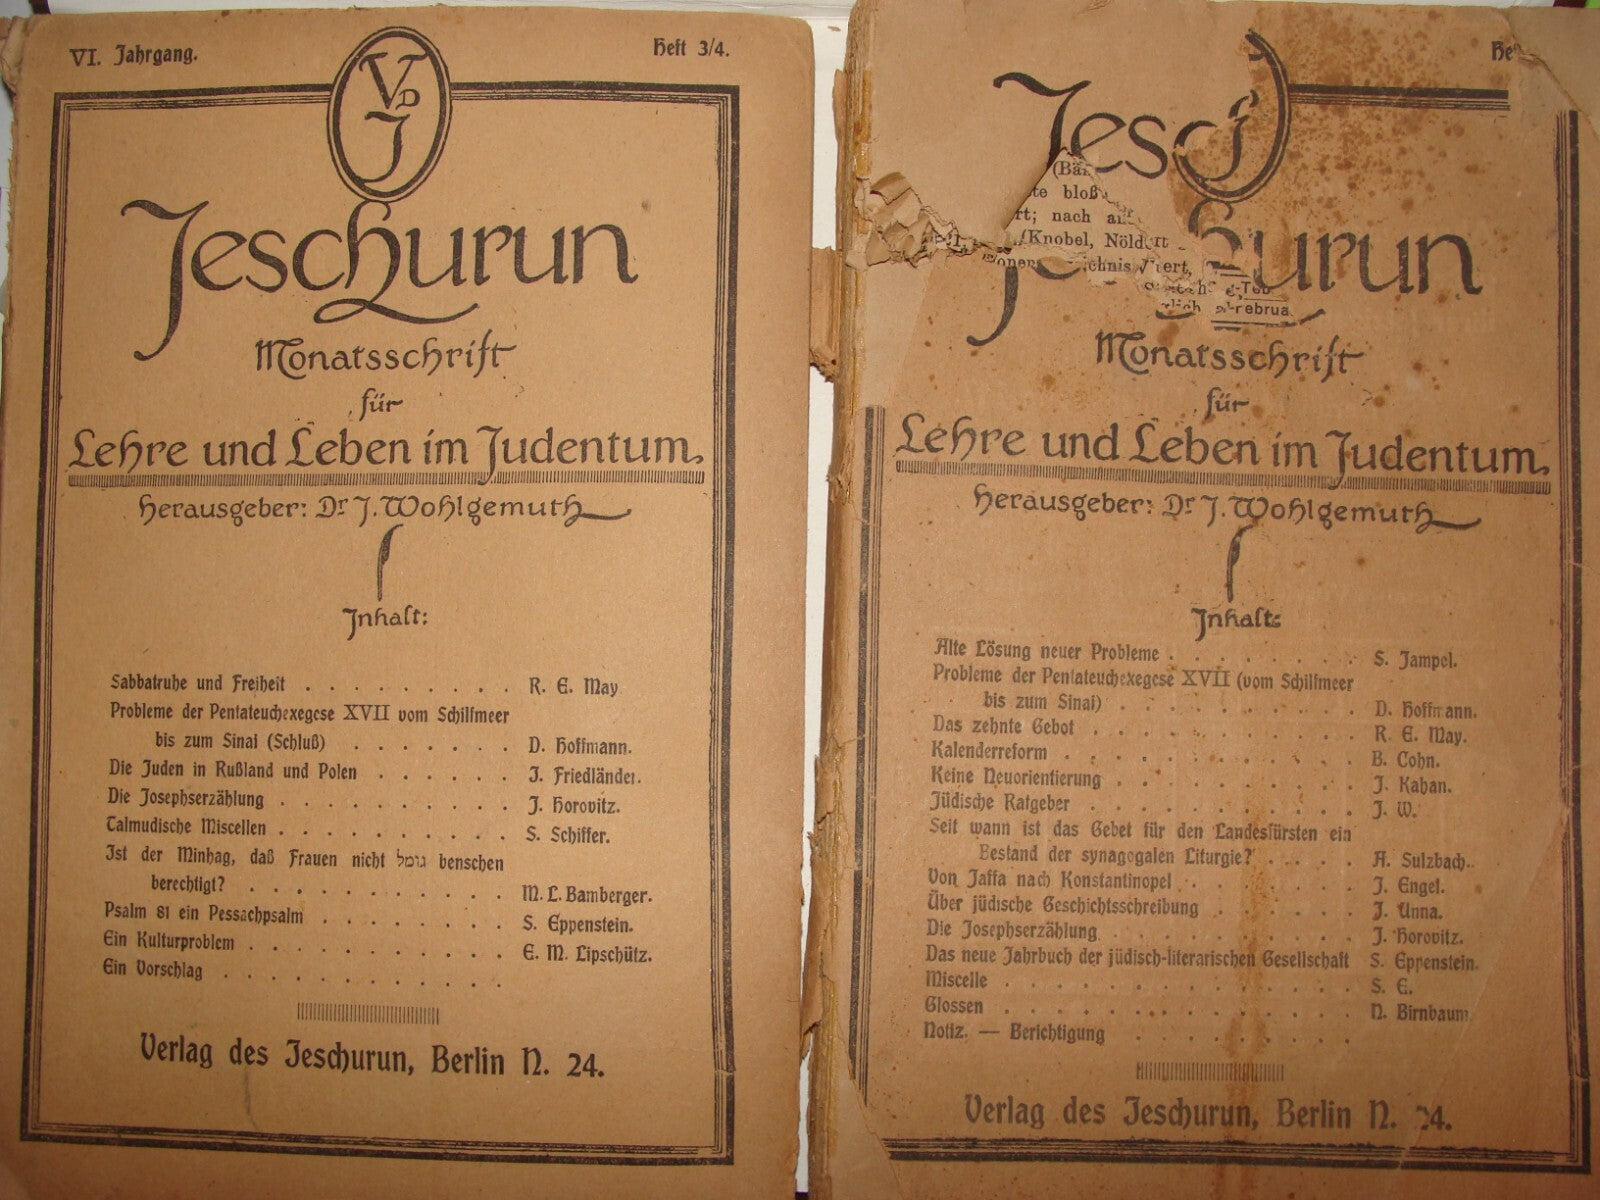 VI. Jahrgang.
Heft 3/4.
VDJ
Jeschurun
Monatsschrift
für
Lehre und Leben im Judentum.
Herausgeber: Dr J. Wohlgemuth
Inhalt:
Sabbatruhe und Freiheit . . . . . . . . . R. E. May
Probleme der Pentateuchexegese XVII vom Schilfmeer
bis zum Sinai (Schluß) . . . . . . . D. Hoffmann.
Die Juden in Rußland und Polen . . . . . . J. Friedländer.
Die Josephserzählung . . . . . . . . . . J. Horovitz.
Talmudische Miscellen . . . . . . . . . . S. Schiffer.
Ist der Minhag, daß Frauen nicht גומל benschen
berechtigt? . . . . . . . . . . . M. L. Bamberger.
Psalm 81 ein Pessachpsalm . . . . . . . . S. Eppenstein.
Ein Kulturproblem . . . . . . . . . . . E. M. Lipschütz.
Ein Vorschlag . . . . . . . . . . . .
Verlag des Jeschurun, Berlin N. 24.
Jesc
(Bä
bloß
rt; nach
(Knobel,
urun
Monatsschrift
für
Lehre und Leben im Judentum.
Herausgeber: Dr J. Wohlgemuth
Inhalt:
Alte Lösung neuer Probleme . . . . . . . . S. Jampel.
Probleme der Pentateuchexegese XVII (vom Schilfmeer
bis zum Sinai) . . . . . . . . . . D. Hoffmann.
Das zehnte Gebot . . . . . . . . . . . R. E. May.
Kalenderreform . . . . . . . . . . . . B. Cohn.
Keine Neuorientierung . . . . . . . . . . J. Kahan.
Jüdische Ratgeber . . . . . . . . . . . J. W.
Seit wann ist das Gebet für den Landesfürsten ein
Bestand der synagogalen Liturgie? . . . . A. Sulzbach.
Von Jaffa nach Konstantinopel . . . . . . . J. Engel.
Über jüdische Geschichtsschreibung . . . . . . J. Unna.
Die Josephserzählung . . . . . . . . . . J. Horovitz.
Das neue Jahrbuch der jüdisch-literarischen Gesellschaft S. Eppenstein.
Miscelle . . . . . . . . . . . . . . S. E.
Glossen . . . . . . . . . . . . . . N. Birnbaum.
Notiz. — Berichtigung . . . . . . . . .
Verlag des Jeschurun, Berlin N. 24.